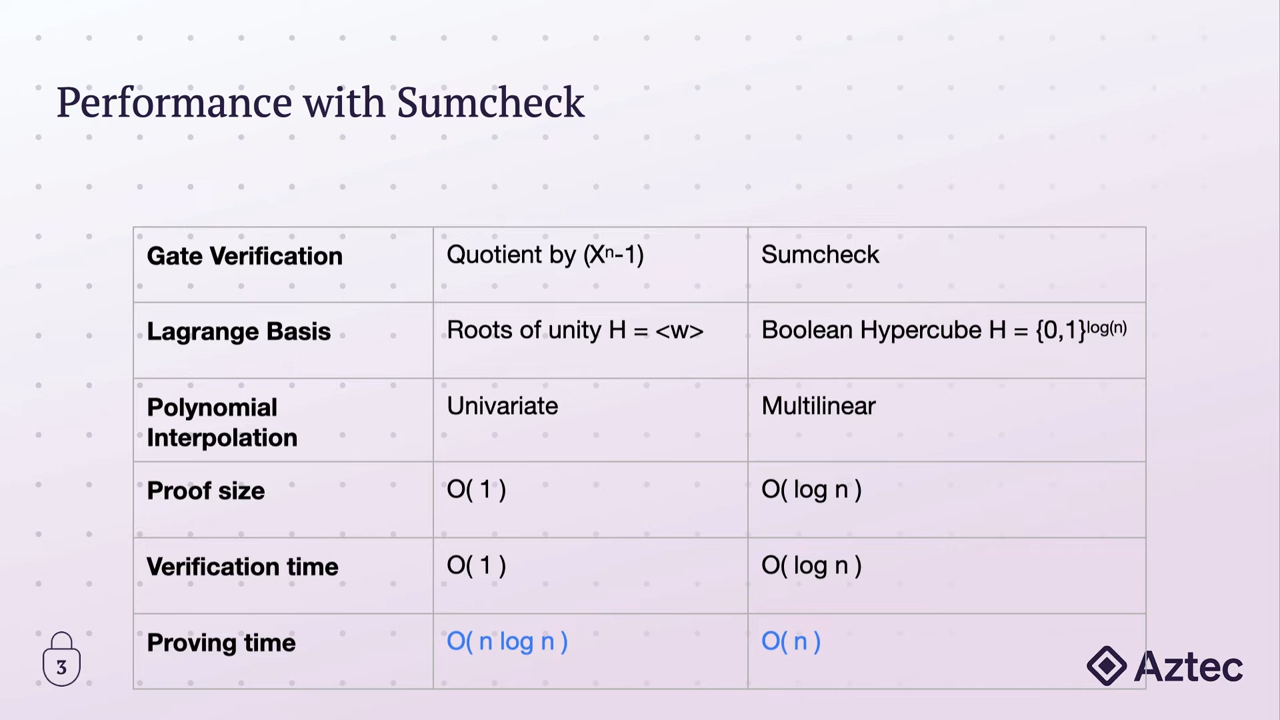 Performance with Sumcheck
Gate Verification
Quotient by (Xⁿ-1)
Sumcheck
Lagrange Basis
Roots of unity H = <w>
Boolean Hypercube H = {0,1}^log(n)
Polynomial
Interpolation
Univariate
Multilinear
Proof size
O( 1 )
O( log n )
Verification time
O( 1 )
O( log n )
Proving time
O( n log n )
O( n )
3
Aztec